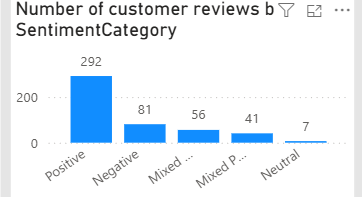 Number of customer reviews b
SentimentCategory
292
200
81
56
41
7
0
Positive
Negative
Mixed ...
Mixed P...
Neutral